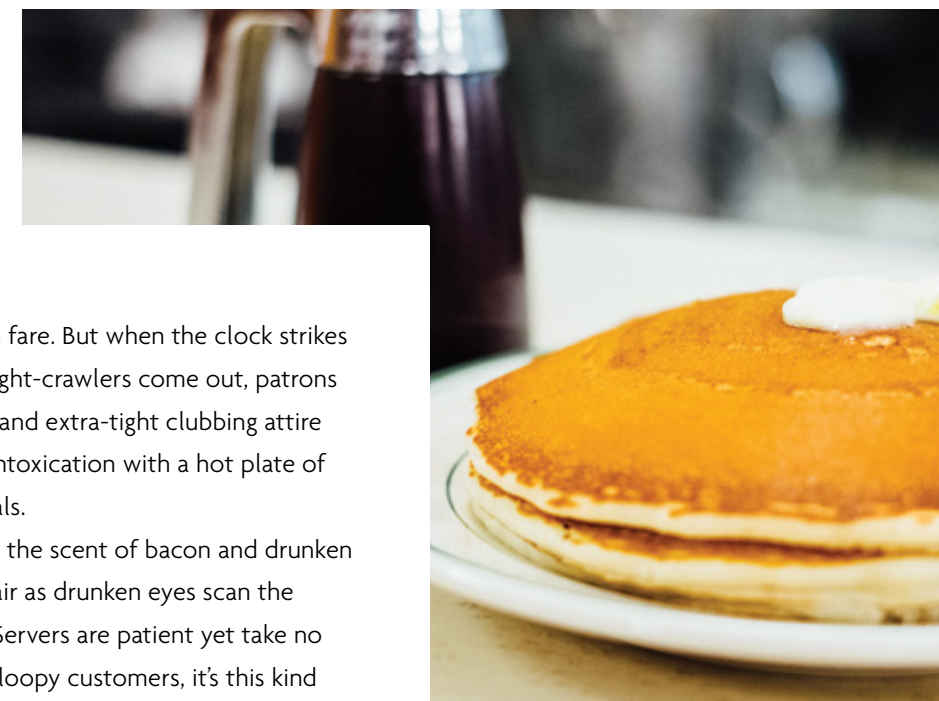 fare. But when the clock strikes
ght-crawlers come out, patrons
and extra-tight clubbing attire
ntoxication with a hot plate of
ls.
the scent of bacon and drunken
ir as drunken eyes scan the
Servers are patient yet take no
loopy customers, it’s this kind